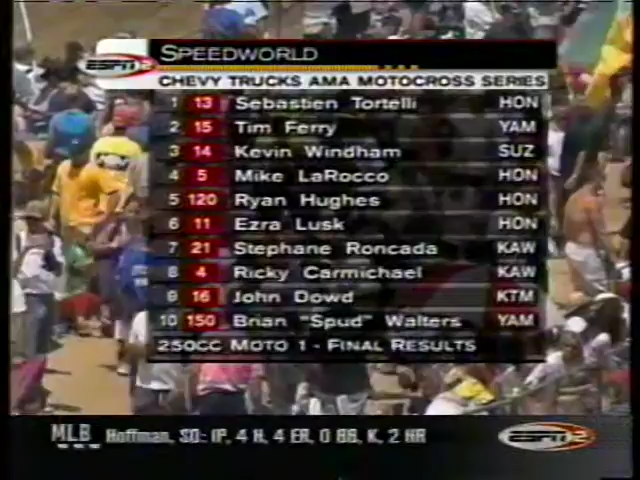 SPEEDWORLD
ESPN2
CHEVY TRUCKS AMA MOTOCROSS SERIES
1 13 Sebastien Tortelli HON
2 15 Tim Ferry YAM
3 14 Kevin Windham SUZ
4 5 Mike LaRocco HON
5 120 Ryan Hughes HON
6 11 Ezra Lusk HON
7 21 Stephane Roncada KAW
8 4 Ricky Carmichael KAW
9 16 John Dowd KTM
10 150 Brian "Spud" Walters YAM
250CC MOTO 1 - FINAL RESULTS
MLB Hoffman, SD: IP, 4 H, 4 ER, 0 BB, K, 2 HR
ESPN2